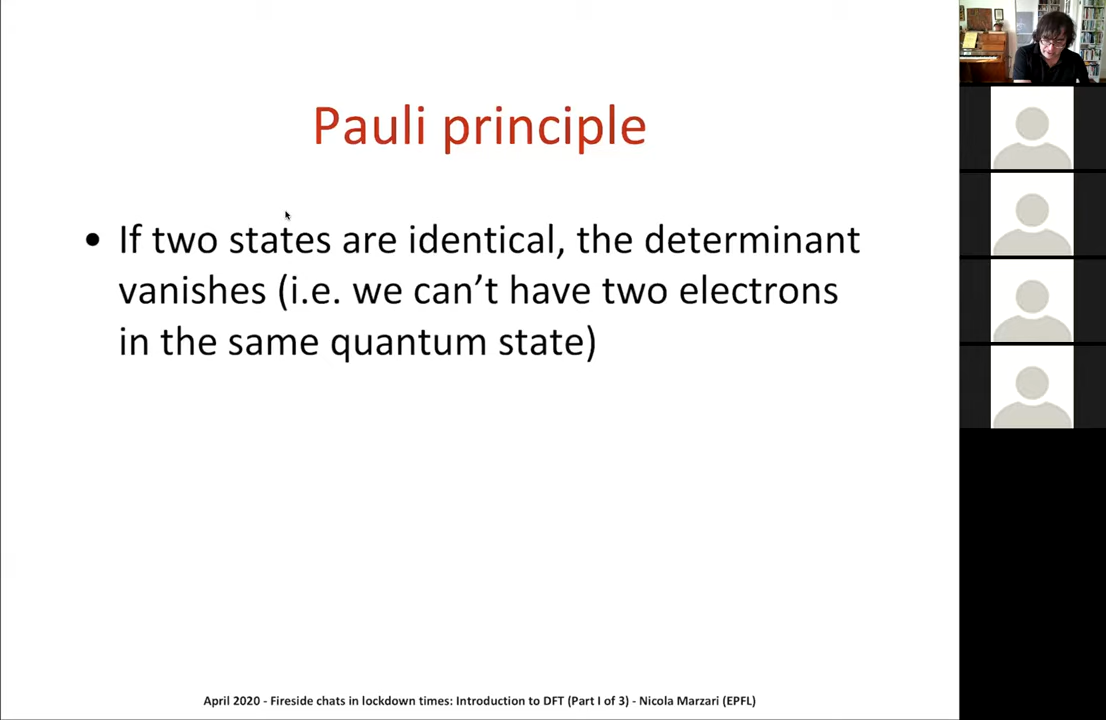 Pauli principle
• If two states are identical, the determinant
vanishes (i.e. we can’t have two electrons
in the same quantum state)
April 2020 - Fireside chats in lockdown times: Introduction to DFT (Part I of 3) - Nicola Marzari (EPFL)